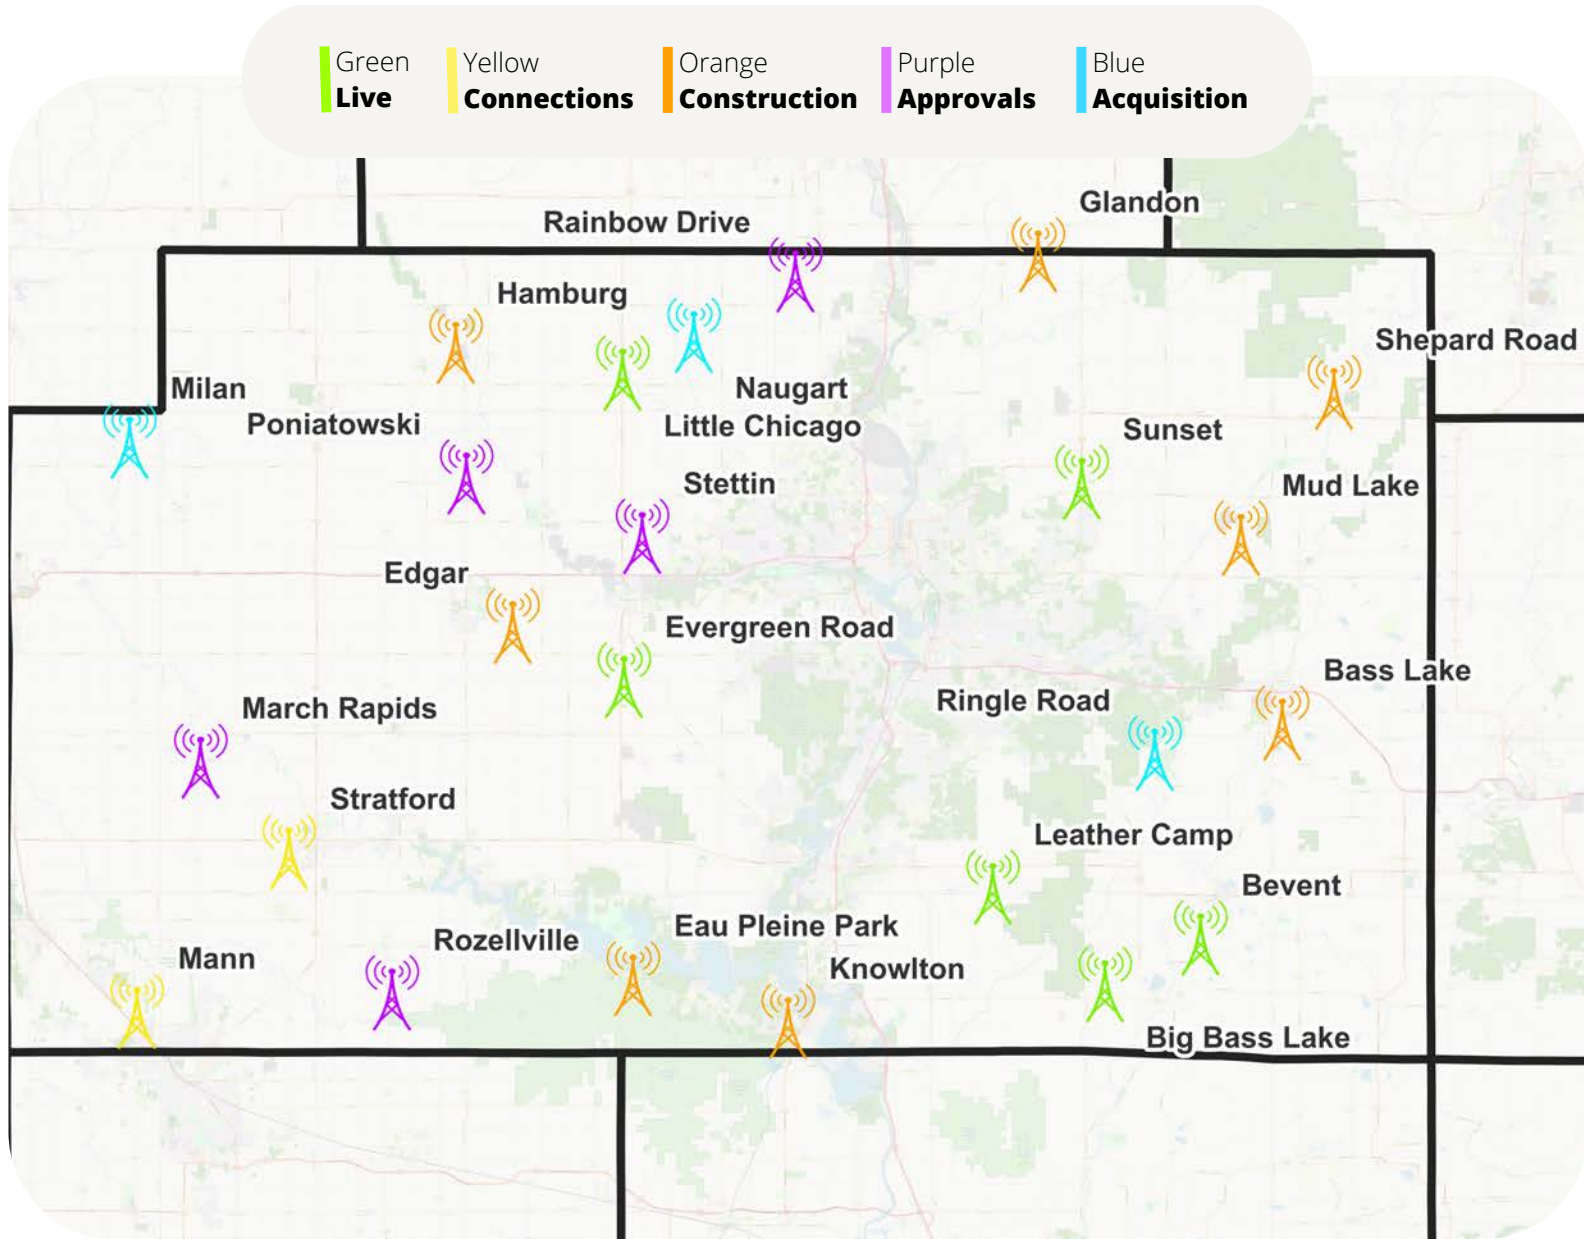 Green
Live
Yellow
Connections
Orange
Construction
Purple
Approvals
Blue
Acquisition
Glandon
Rainbow Drive
Hamburg
Shepard Road
Milan
Naugart
Poniatowski
Little Chicago
Sunset
Stettin
Mud Lake
Edgar
Evergreen Road
Bass Lake
Ringle Road
March Rapids
Stratford
Leather Camp
Bevent
Eau Pleine Park
Rozellville
Mann
Knowlton
Big Bass Lake